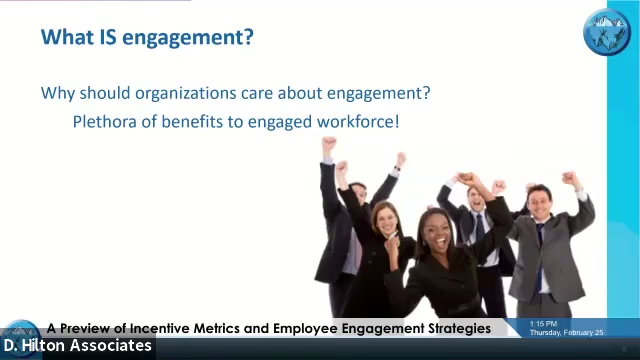 What IS engagement?
Why should organizations care about engagement?
Plethora of benefits to engaged workforce!
A Preview of Incentive Metrics and Employee Engagement Strategies
1:15 PM
Thursday, February 25
D. Hilton Associates